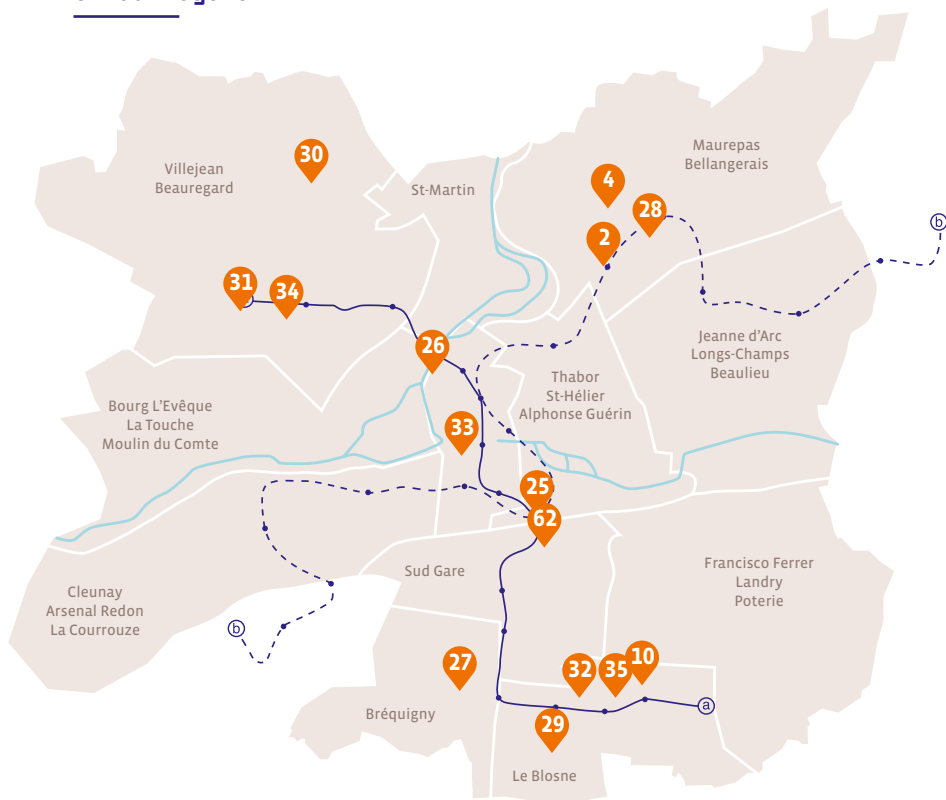 Maurepas
Bellangerais
30
Villejean
Beauregard
St-Martin
4
28
2
b
31
34
26
Jeanne d'Arc
Longs-Champs
Beaulieu
Thabor
St-Hélier
Alphonse Guérin
Bourg L'Evêque
La Touche
Moulin du Comte
33
25
62
Sud Gare
Francisco Ferrer
Landry
Poterie
Cleunay
Arsenal Redon
La Courrouze
b
27
32
35
10
a
Bréquigny
29
Le Blosne